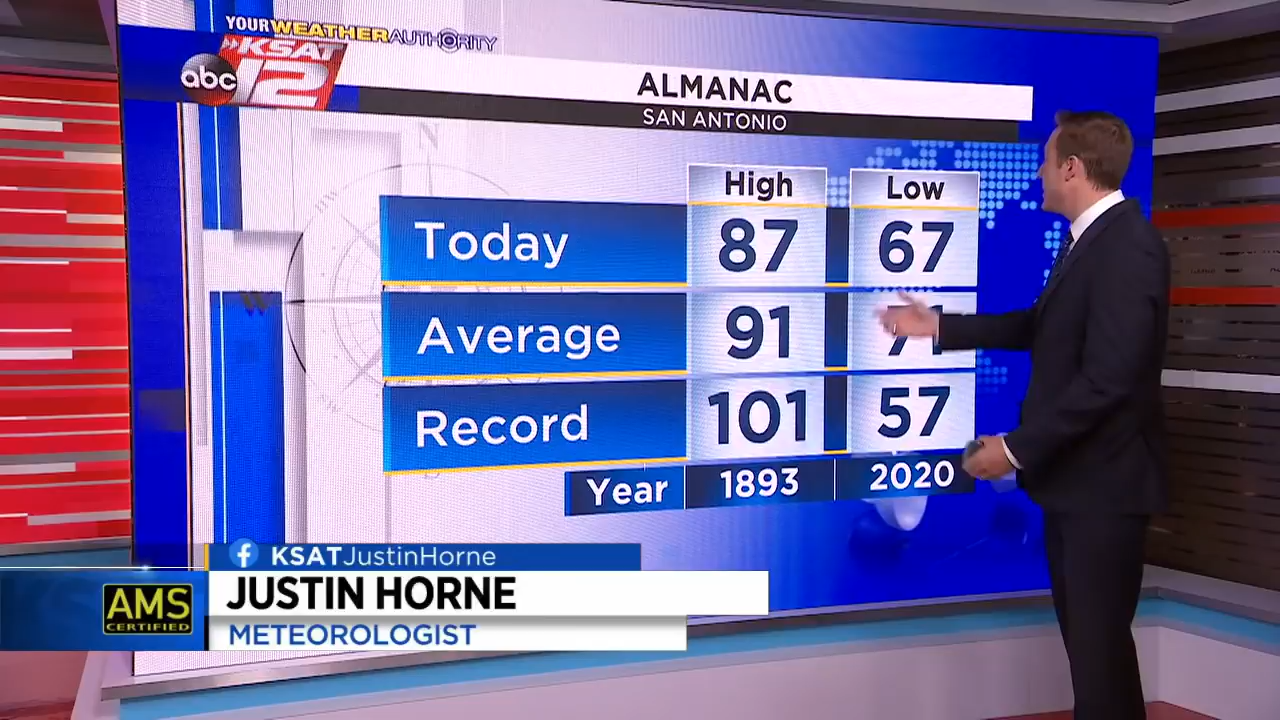 YOUR WEATHER AUTHORITY
KSAT
abc 12
ALMANAC
SAN ANTONIO
High Low
Today 87 67
Average 91 71
Record 101 57
Year 1893 2020
N
W
KSATJustinHorne
JUSTIN HORNE
AMS
CERTIFIED
METEOROLOGIST